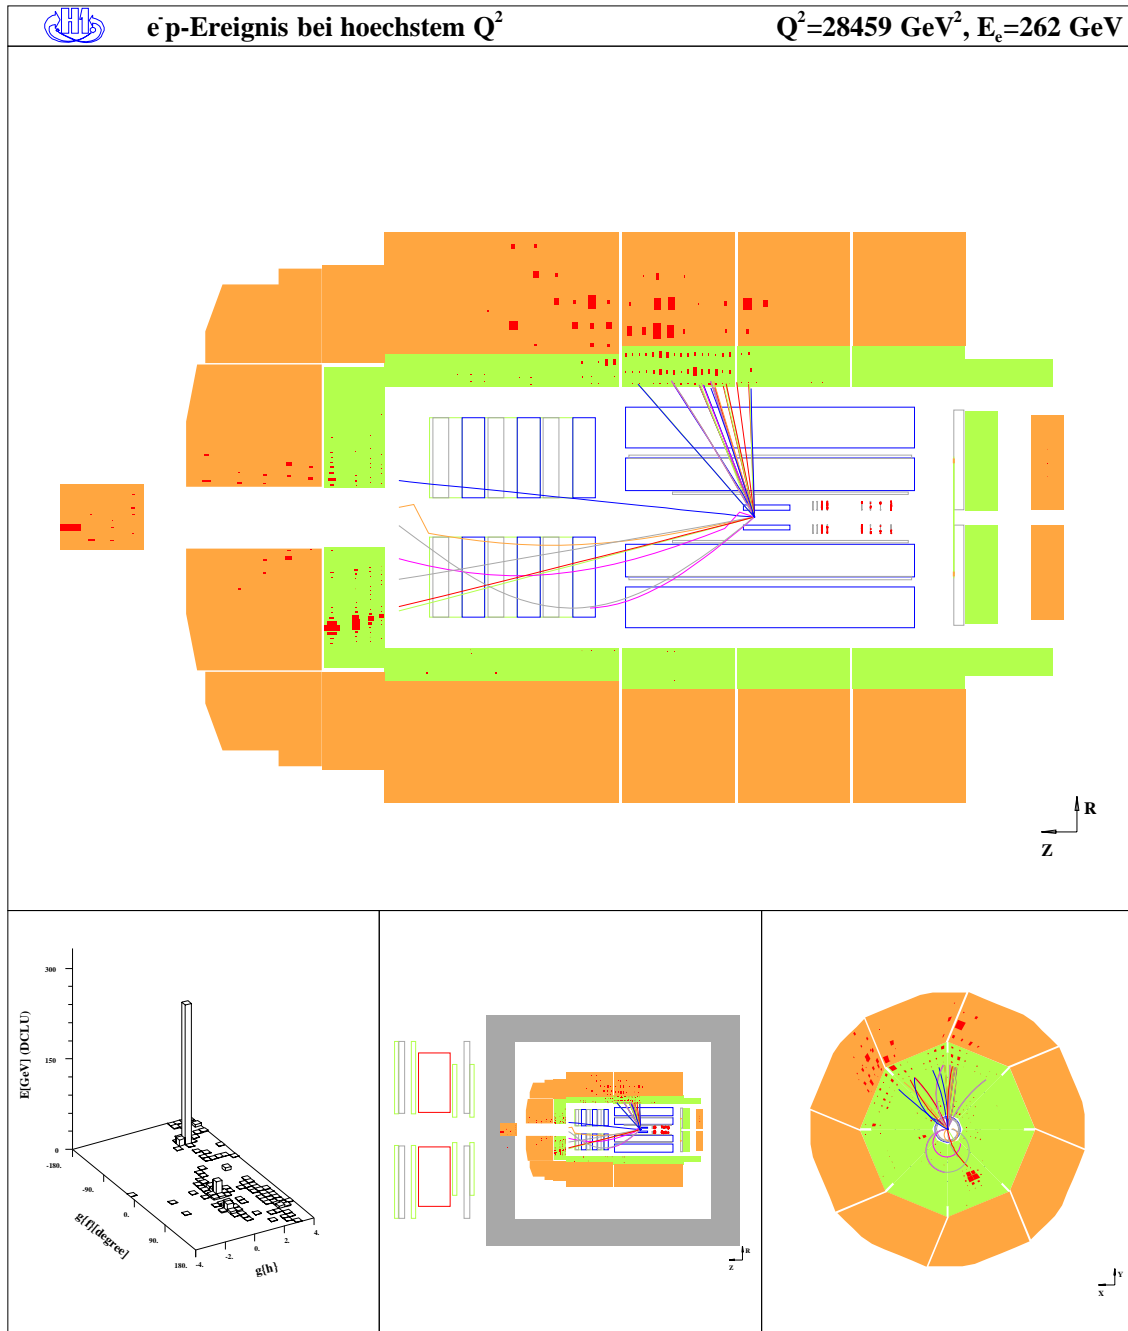 H1 e⁻p-Ereignis bei hoechstem Q² Q²=28459 GeV², Eₑ=262 GeV
R
Z
E[GeV] (DCLU)
300
150
0
-180.
-90.
0.
90.
180.
g{f}[degree]
-4.
-2.
0.
2.
4.
g{h}
R
Z
Y
X